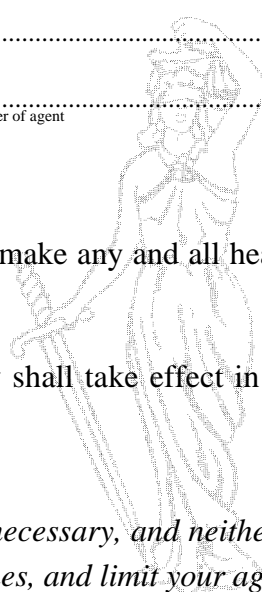 er of agent
make any and all hea
shall take effect in
necessary, and neithe
es, and limit your ag